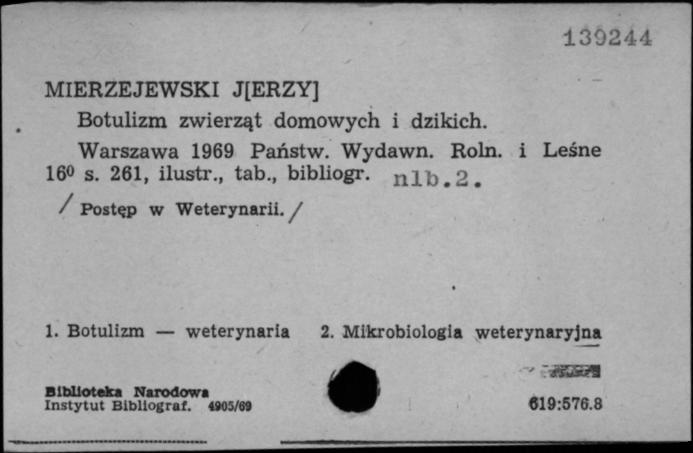 139244
MIERZEJEWSKI J[ERZY]
Botulizm zwierząt domowych i dzikich.
Warszawa 1969 Państw. Wydawn. Roln. i Leśne
16⁰ s. 261, ilustr., tab., bibliogr. nlb.2.
/ Postęp w Weterynarii. /
1. Botulizm — weterynaria 2. Mikrobiologia weterynaryjna
Biblioteka Narodowa
Instytut Bibliograf. 4905/69
619:576.8